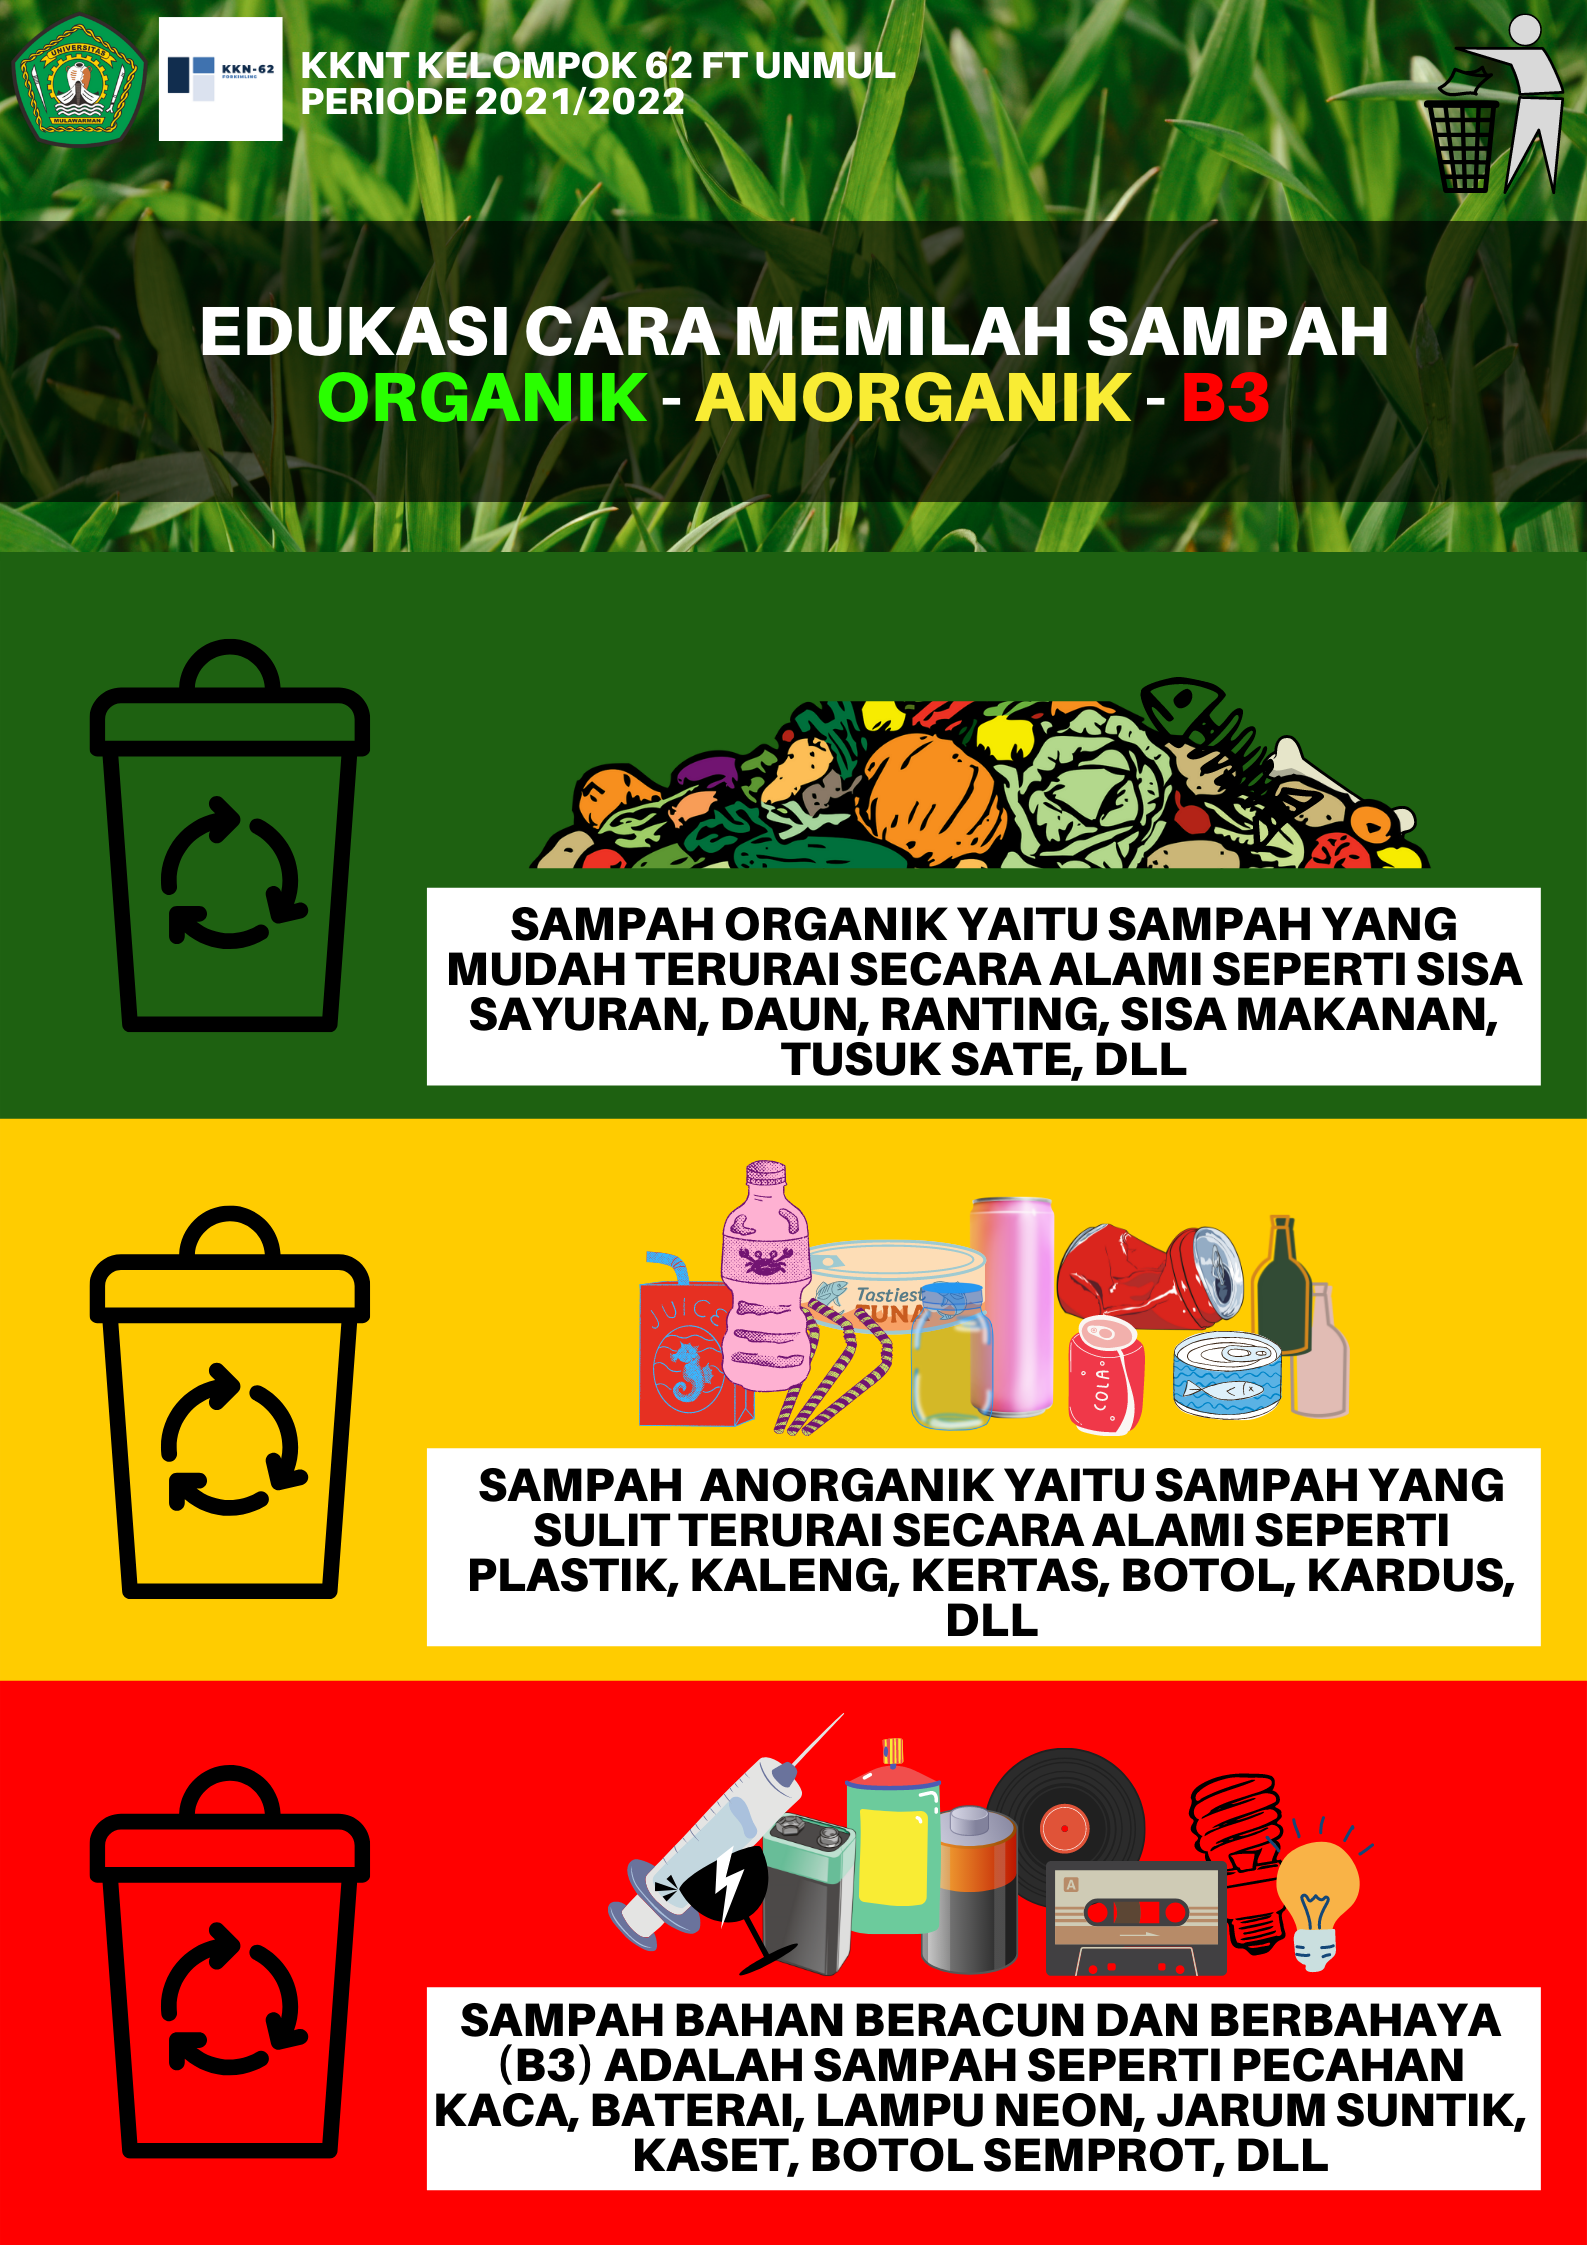 UNIVERSITAS
MULAWARMAN
KKN-62
FORKIMLING
KKNT KELOMPOK 62 FT UNMUL
PERIODE 2021/2022
EDUKASI CARA MEMILAH SAMPAH
ORGANIK - ANORGANIK - B3
SAMPAH ORGANIK YAITU SAMPAH YANG
MUDAH TERURAI SECARA ALAMI SEPERTI SISA
SAYURAN, DAUN, RANTING, SISA MAKANAN,
TUSUK SATE, DLL
JUICE
Tastiest
TUNA
COLA
SAMPAH ANORGANIK YAITU SAMPAH YANG
SULIT TERURAI SECARA ALAMI SEPERTI
PLASTIK, KALENG, KERTAS, BOTOL, KARDUS,
DLL
A
SAMPAH BAHAN BERACUN DAN BERBAHAYA
(B3) ADALAH SAMPAH SEPERTI PECAHAN
KACA, BATERAI, LAMPU NEON, JARUM SUNTIK,
KASET, BOTOL SEMPROT, DLL